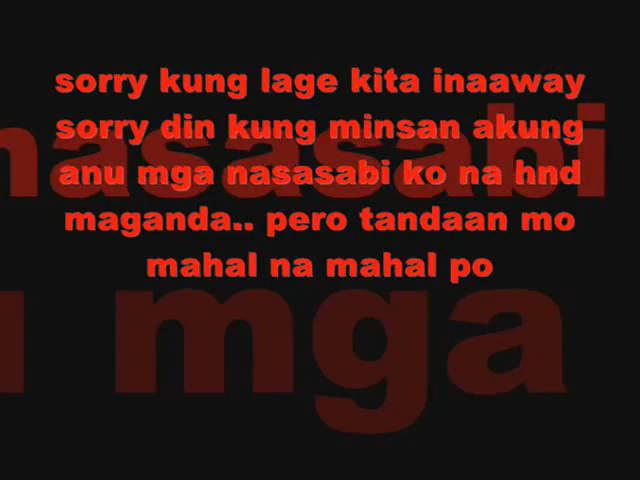 sorry kung lage kita inaaway
sorry din kung minsan akung
anu mga nasasabi ko na hnd
maganda.. pero tandaan mo
mahal na mahal po
nasasabi
u mga